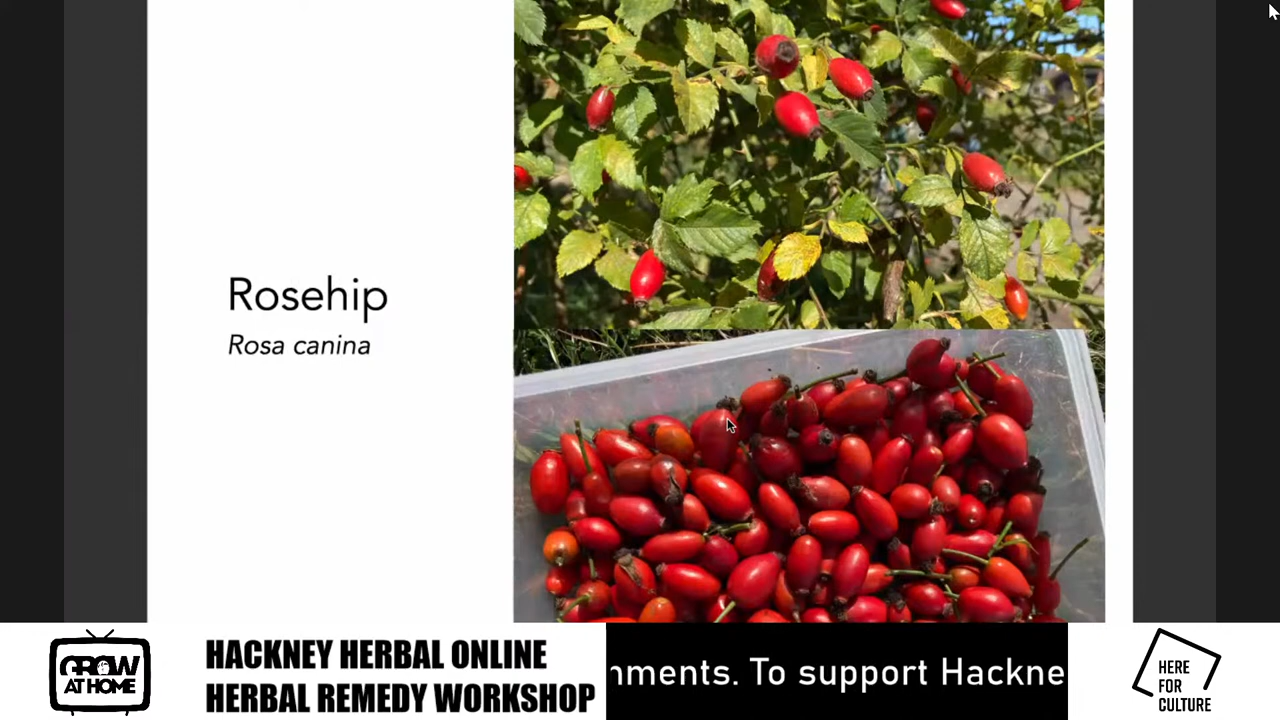 Rosehip
Rosa canina
GROW
AT HOME
HACKNEY HERBAL ONLINE
HERBAL REMEDY WORKSHOP
nments. To support Hackne
HERE
FOR
CULTURE